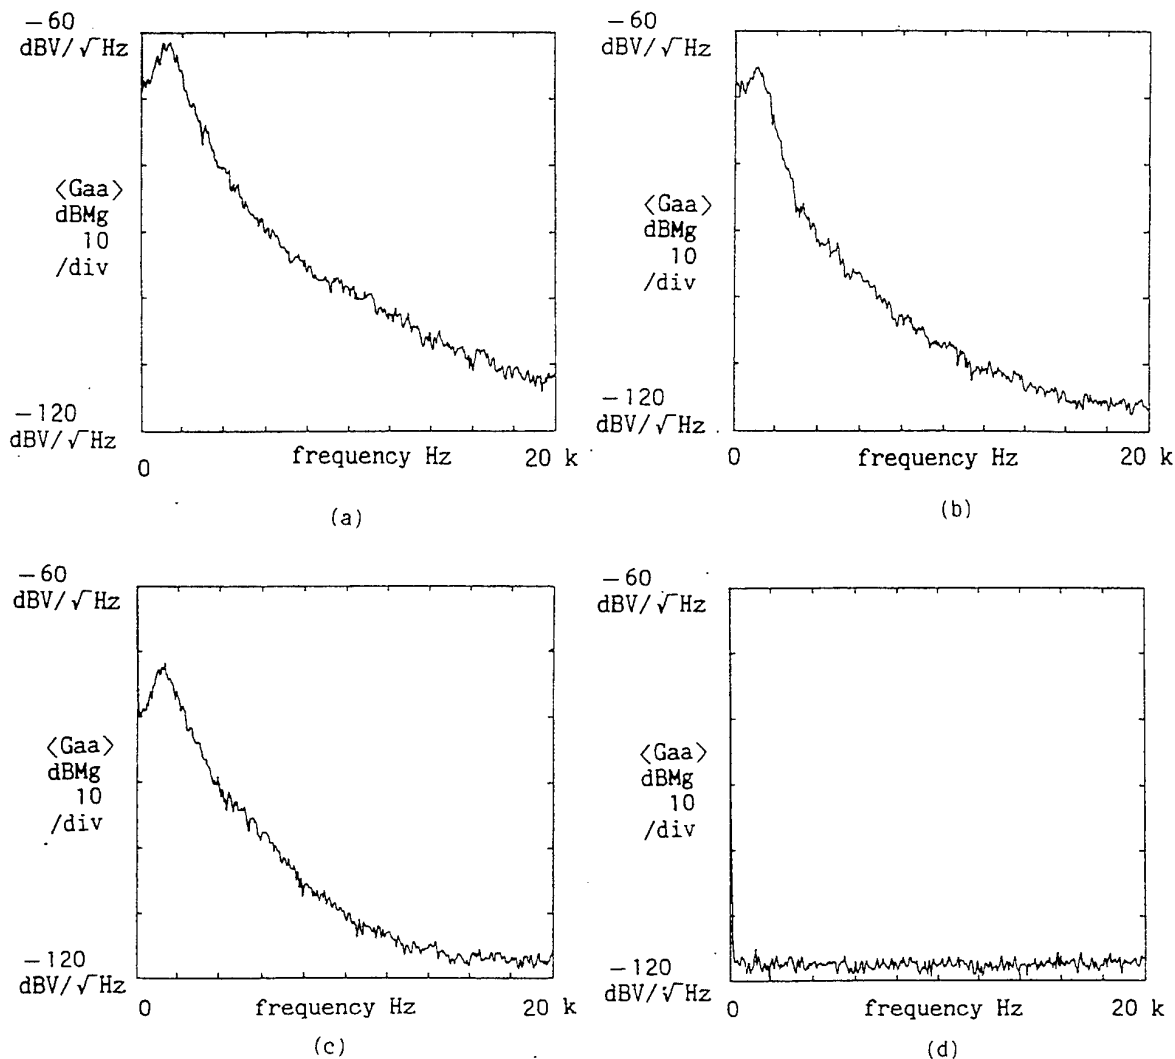 −60
dBV/√Hz
⟨Gaa⟩
dBMg
10
/div
−120
dBV/√Hz
0
frequency Hz
20 k
(a)
−60
dBV/√Hz
⟨Gaa⟩
dBMg
10
/div
−120
dBV/√Hz
0
frequency Hz
20 k
(b)
−60
dBV/√Hz
⟨Gaa⟩
dBMg
10
/div
−120
dBV/√Hz
0
frequency Hz
20 k
(c)
−60
dBV/√Hz
⟨Gaa⟩
dBMg
10
/div
−120
dBV/√Hz
0
frequency Hz
20 k
(d)